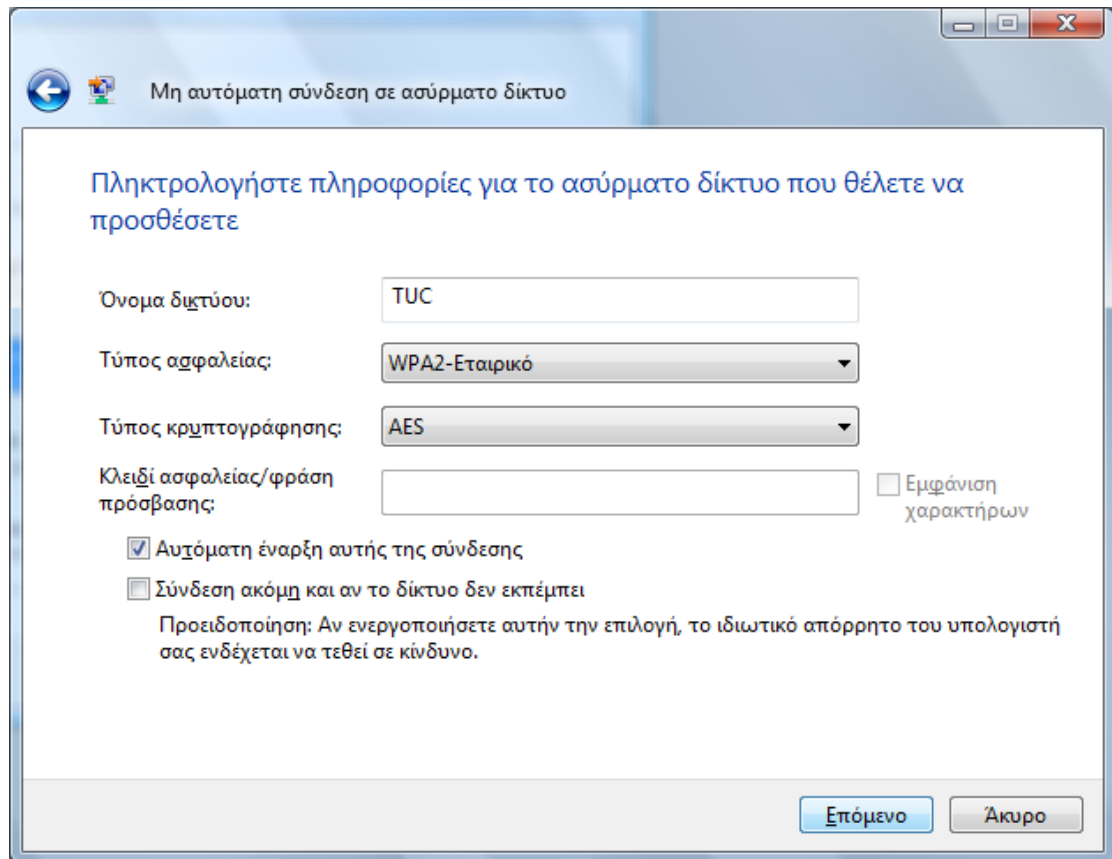 Μη αυτόματη σύνδεση σε ασύρματο δίκτυο
Πληκτρολογήστε πληροφορίες για το ασύρματο δίκτυο που θέλετε να
προσθέσετε
Όνομα δικτύου:
TUC
Τύπος ασφαλείας:
WPA2-Εταιρικό
Τύπος κρυπτογράφησης:
AES
Κλειδί ασφαλείας/φράση
πρόσβασης:
Εμφάνιση
χαρακτήρων
Αυτόματη έναρξη αυτής της σύνδεσης
Σύνδεση ακόμη και αν το δίκτυο δεν εκπέμπει
Προειδοποίηση: Αν ενεργοποιήσετε αυτήν την επιλογή, το ιδιωτικό απόρρητο του υπολογιστή
σας ενδέχεται να τεθεί σε κίνδυνο.
Επόμενο
Άκυρο